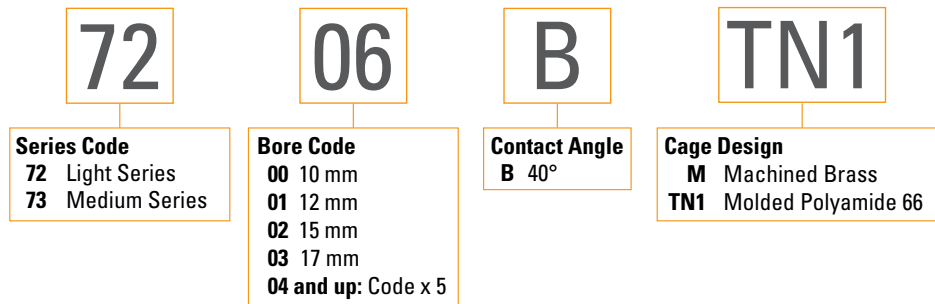 72 06 B TN1
Series Code
72 Light Series
73 Medium Series
Bore Code
00 10 mm
01 12 mm
02 15 mm
03 17 mm
04 and up: Code x 5
Contact Angle
B 40°
Cage Design
M Machined Brass
TN1 Molded Polyamide 66